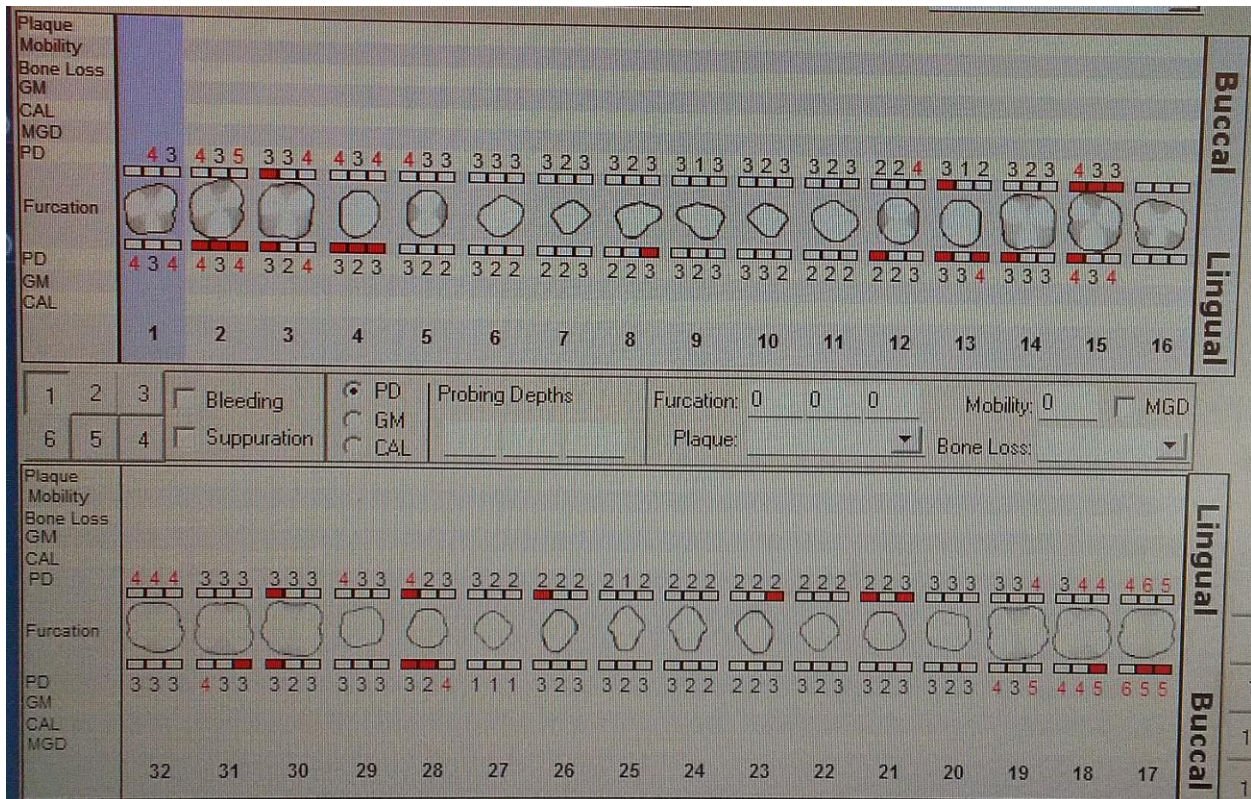 Plaque
Mobility
Bone Loss
GM
CAL
MGD
PD 4 3 4 3 5 3 3 4 4 3 4 4 3 3 3 3 3 3 2 3 3 2 3 3 1 3 3 2 3 3 2 3 2 2 4 3 1 2 3 2 3 4 3 3
Buccal
Furcation
PD 4 3 4 4 3 4 3 2 4 3 2 3 3 2 2 3 2 2 2 2 3 2 2 3 3 2 3 3 3 2 2 2 2 2 2 3 3 3 4 3 3 3 4 3 4
GM
CAL
Lingual
1 2 3 4 5 6 7 8 9 10 11 12 13 14 15 16
1 2 3 Bleeding PD Probing Depths Furcation: 0 0 0 Mobility: 0 MGD
GM
6 5 4 Suppuration CAL Plaque: Bone Loss:
Plaque
Mobility
Bone Loss
GM
CAL
PD 4 4 4 3 3 3 3 3 3 4 3 3 4 2 3 3 2 2 2 2 2 2 1 2 2 2 2 2 2 2 2 2 2 2 2 3 3 3 3 3 3 4 3 4 4 4 6 5
Lingual
Furcation
PD 3 3 3 4 3 3 3 2 3 3 3 3 3 2 4 1 1 1 3 2 3 3 2 3 3 2 2 2 2 3 3 2 3 3 2 3 3 2 3 4 3 5 4 4 5 6 5 5
GM
CAL
MGD
Buccal
32 31 30 29 28 27 26 25 24 23 22 21 20 19 18 17